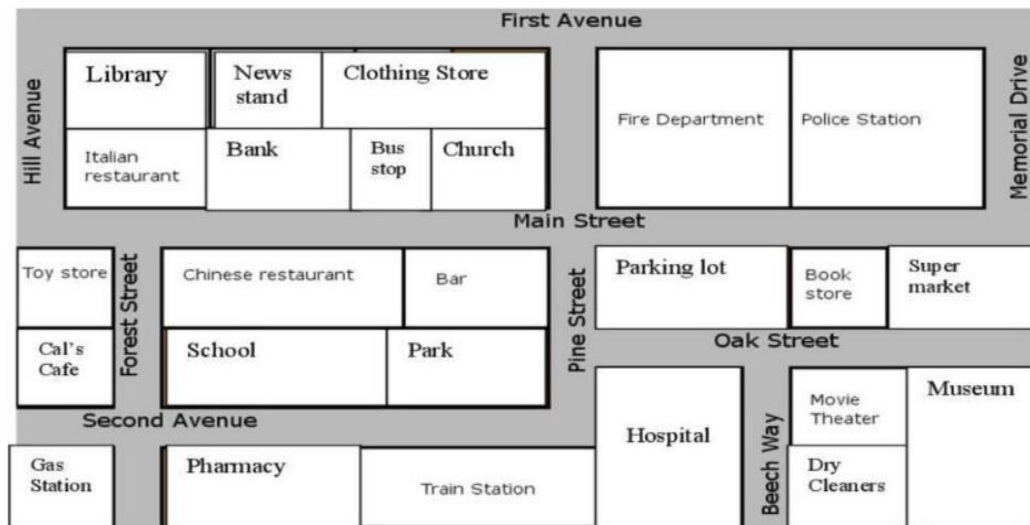 First Avenue
Hill Avenue
Library
News
stand
Clothing Store
Fire Department
Police Station
Memorial Drive
Italian
restaurant
Bank
Bus
stop
Church
Main Street
Toy store
Forest Street
Chinese restaurant
Bar
Pine Street
Parking lot
Book
store
Super
market
Cal's
Cafe
School
Park
Oak Street
Second Avenue
Hospital
Beech Way
Movie
Theater
Museum
Gas
Station
Pharmacy
Train Station
Dry
Cleaners